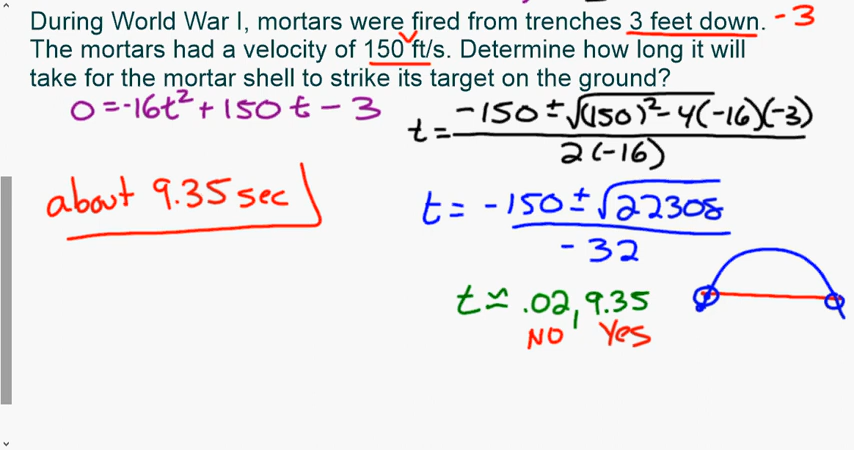 During World War I, mortars were fired from trenches 3 feet down. -3
The mortars had a velocity of 150 ft/s. Determine how long it will
take for the mortar shell to strike its target on the ground?
0 = -16t² + 150t - 3
t = -150 ± √(150)² - 4(-16)(-3)
2(-16)
about 9.35 sec
t = -150 ± √22308
-32
t ≈ .02, 9.35
NO Yes